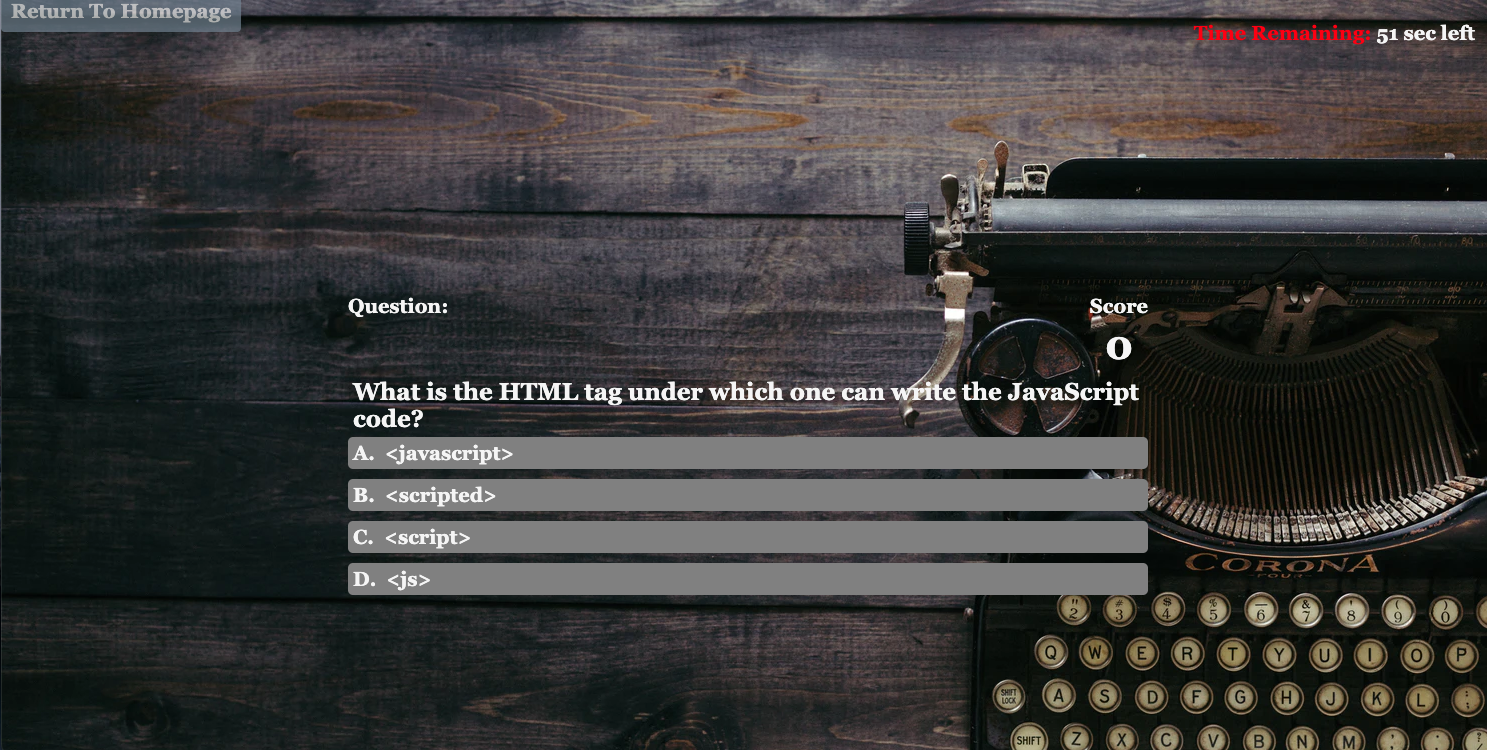 Return To Homepage
Time Remaining: 51 sec left
Question:
Score
0
What is the HTML tag under which one can write the JavaScript
code?
A. <javascript>
B. <scripted>
C. <script>
D. <js>
CORONA
FOUR
" 2 # 3 $ 4 % 5 — 6 & 7 ' 8 ( 9 ) 0
Q W E R T Y U I O P
SHIFT LOCK A S D F G H J K L ; :
SHIFT Z X C V B N M